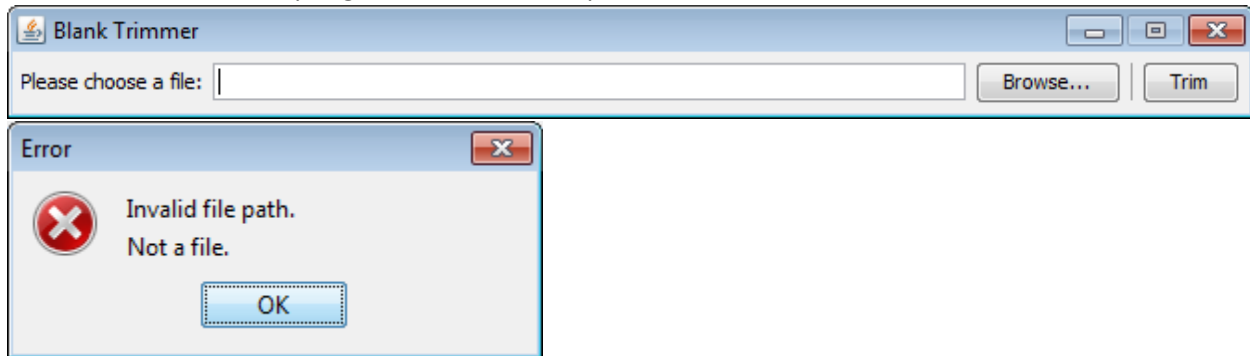 Blank Trimmer
Please choose a file: Browse... Trim
Error
Invalid file path.
Not a file.
OK